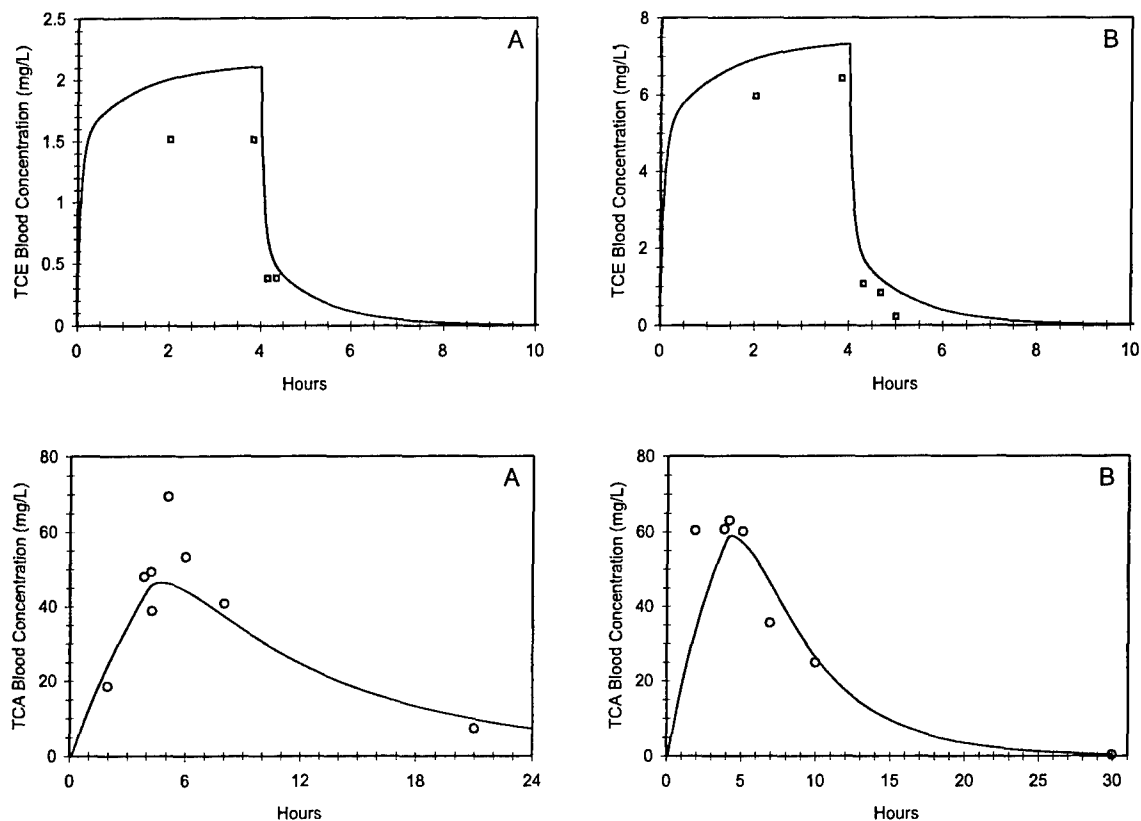 A
TCE Blood Concentration (mg/L)
2.5
2
1.5
1
0.5
0
0 2 4 6 8 10
Hours
B
TCE Blood Concentration (mg/L)
8
6
4
2
0
0 2 4 6 8 10
Hours
A
TCA Blood Concentration (mg/L)
80
60
40
20
0
0 6 12 18 24
Hours
B
TCA Blood Concentration (mg/L)
80
60
40
20
0
0 5 10 15 20 25 30
Hours